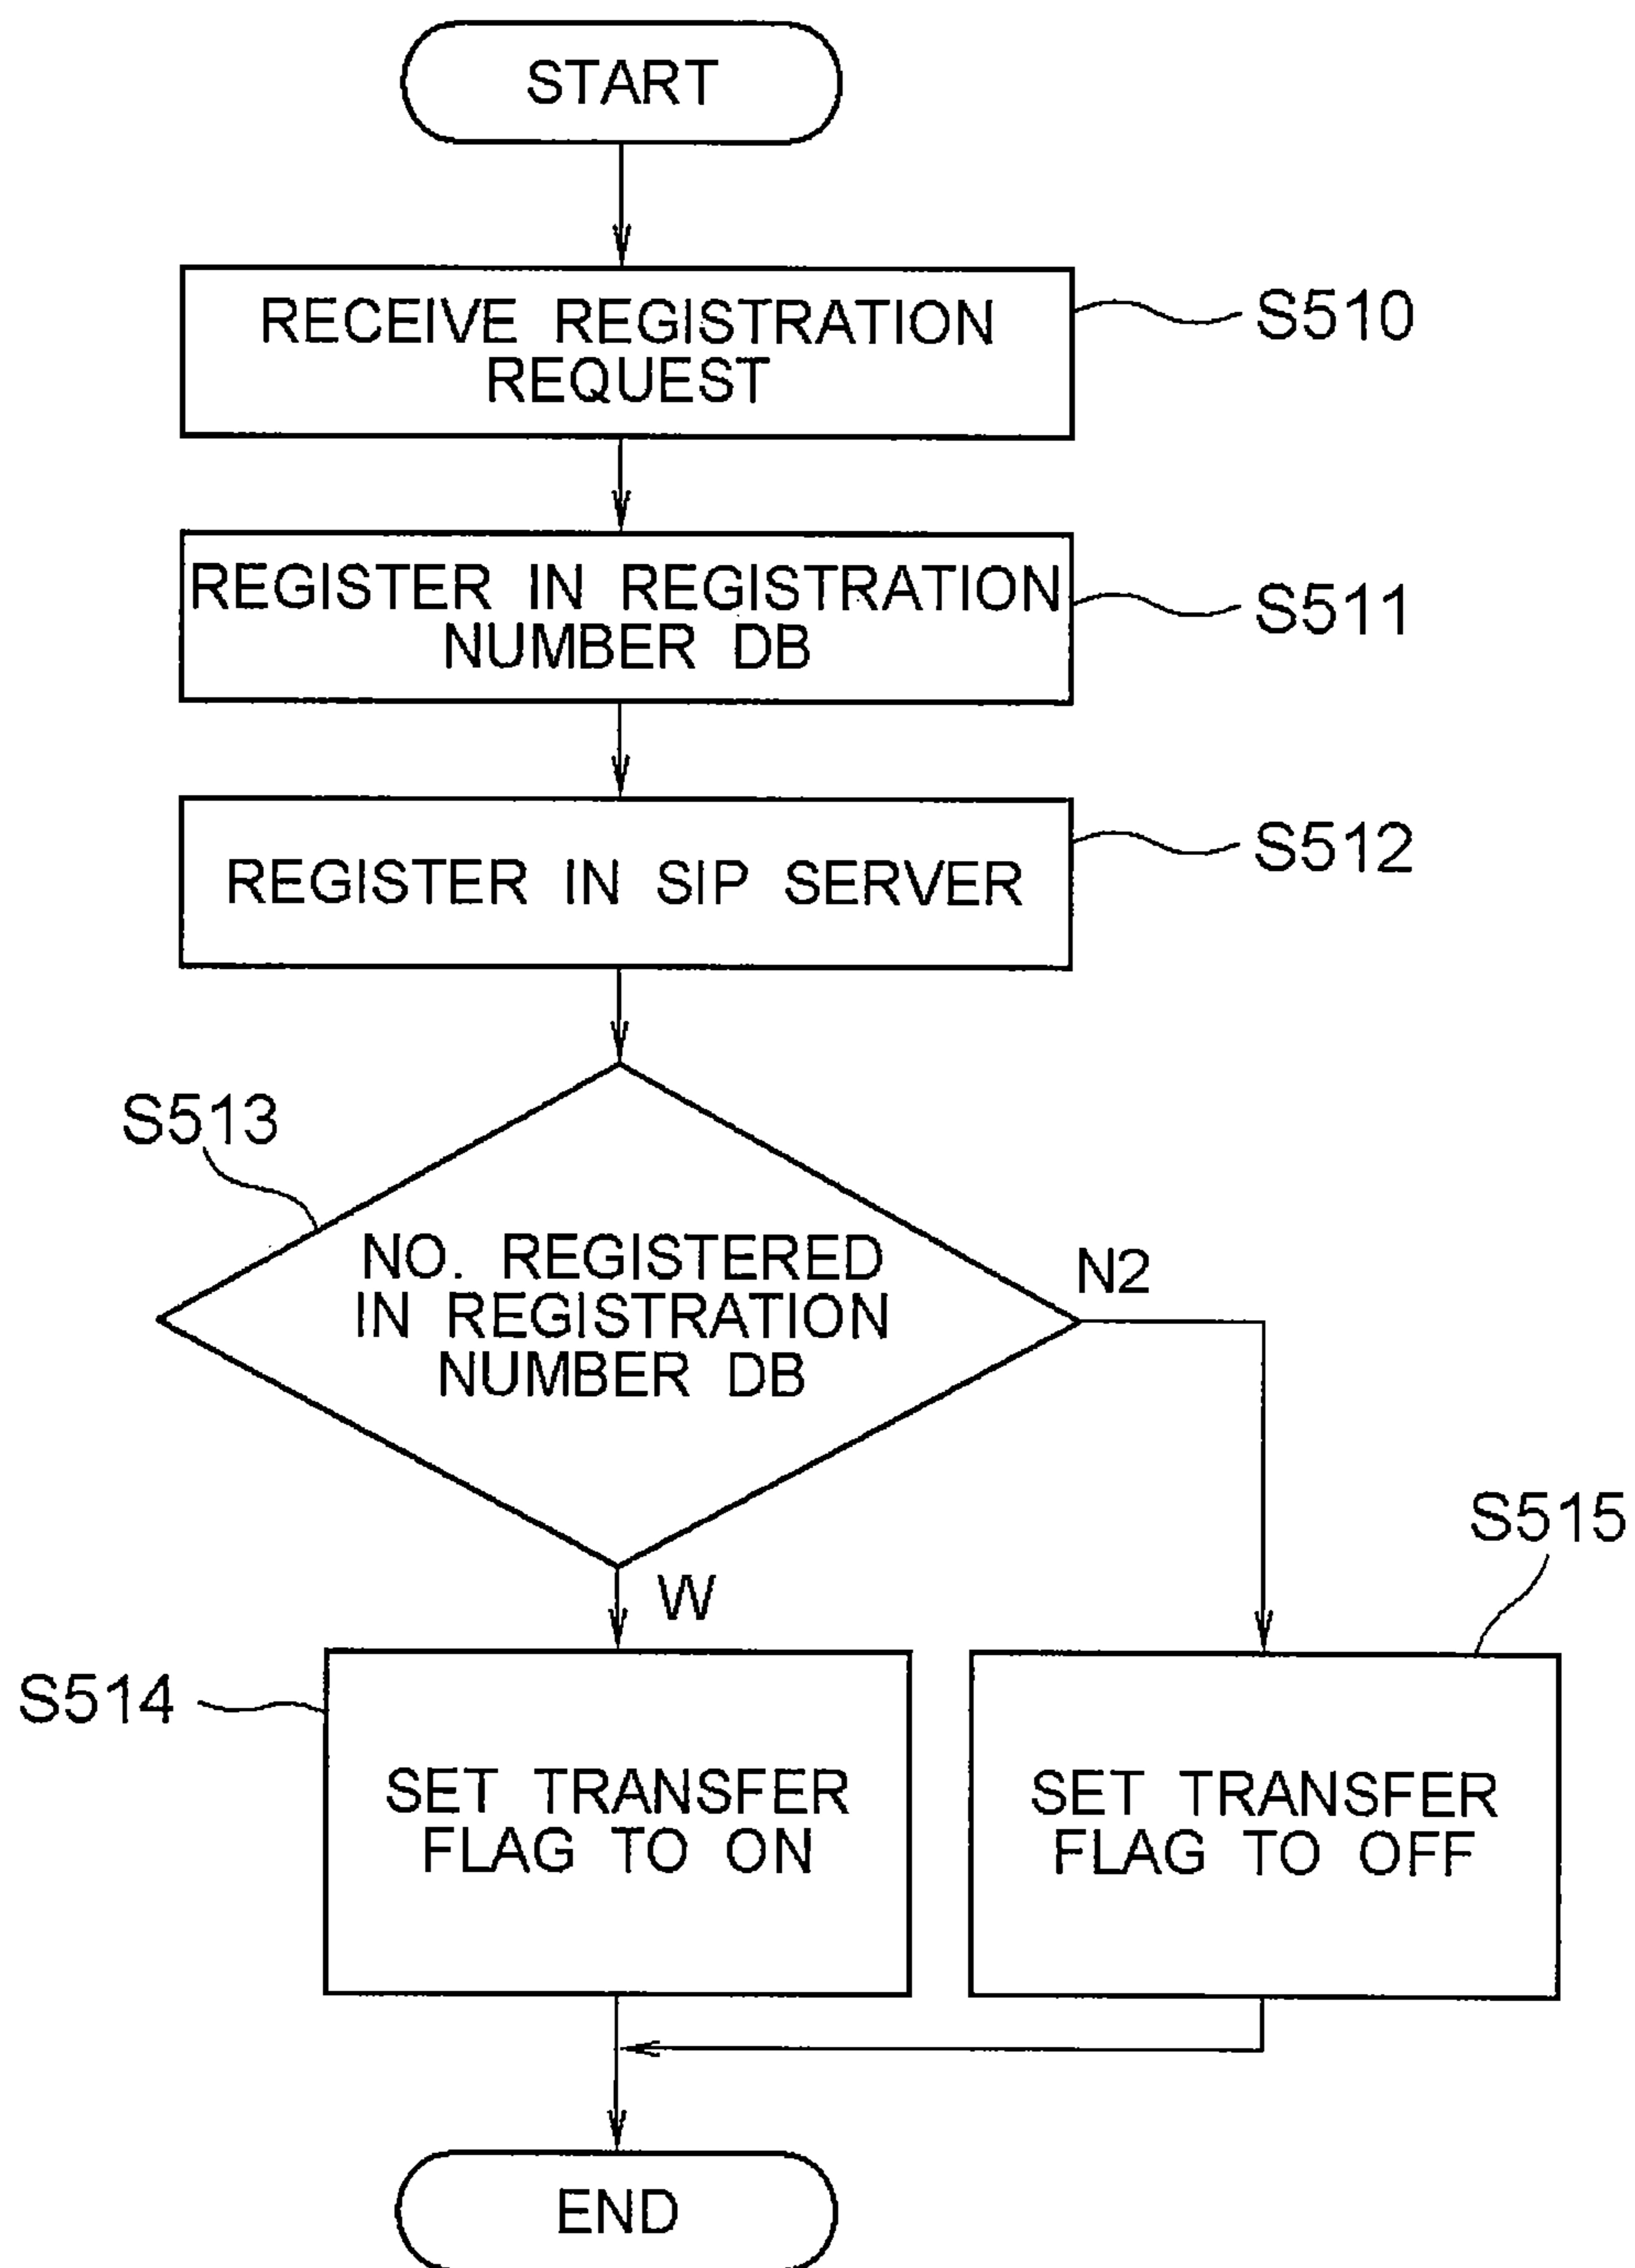 START
RECEIVE REGISTRATION
REQUEST
S510
REGISTER IN REGISTRATION
NUMBER DB
S511
REGISTER IN SIP SERVER
S512
S513
NO. REGISTERED
IN REGISTRATION
NUMBER DB
N2
W
S514
SET TRANSFER
FLAG TO ON
S515
SET TRANSFER
FLAG TO OFF
END